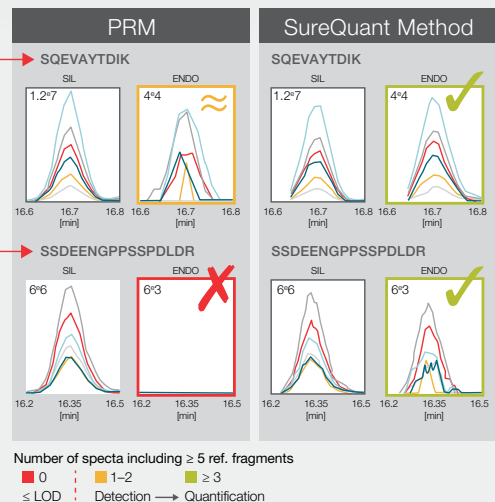 PRM
SureQuant Method
SQEVAYTDIK
SQEVAYTDIK
SIL
ENDO
SIL
ENDO
1.2e7
4e4
≈
1.2e7
4e4
16.6 16.7 16.8
16.6 16.7 16.8
16.6 16.7 16.8
16.6 16.7 16.8
[min]
[min]
[min]
[min]
SSDEENGPPSSPDLDR
SSDEENGPPSSPDLDR
SIL
ENDO
SIL
ENDO
6e6
6e3
6e6
6e3
16.2 16.35 16.5
16.2 16.35 16.5
16.2 16.35 16.5
16.2 16.35 16.5
[min]
[min]
[min]
[min]
Number of specta including ≥ 5 ref. fragments
0 1–2 ≥ 3
≤ LOD Detection → Quantification